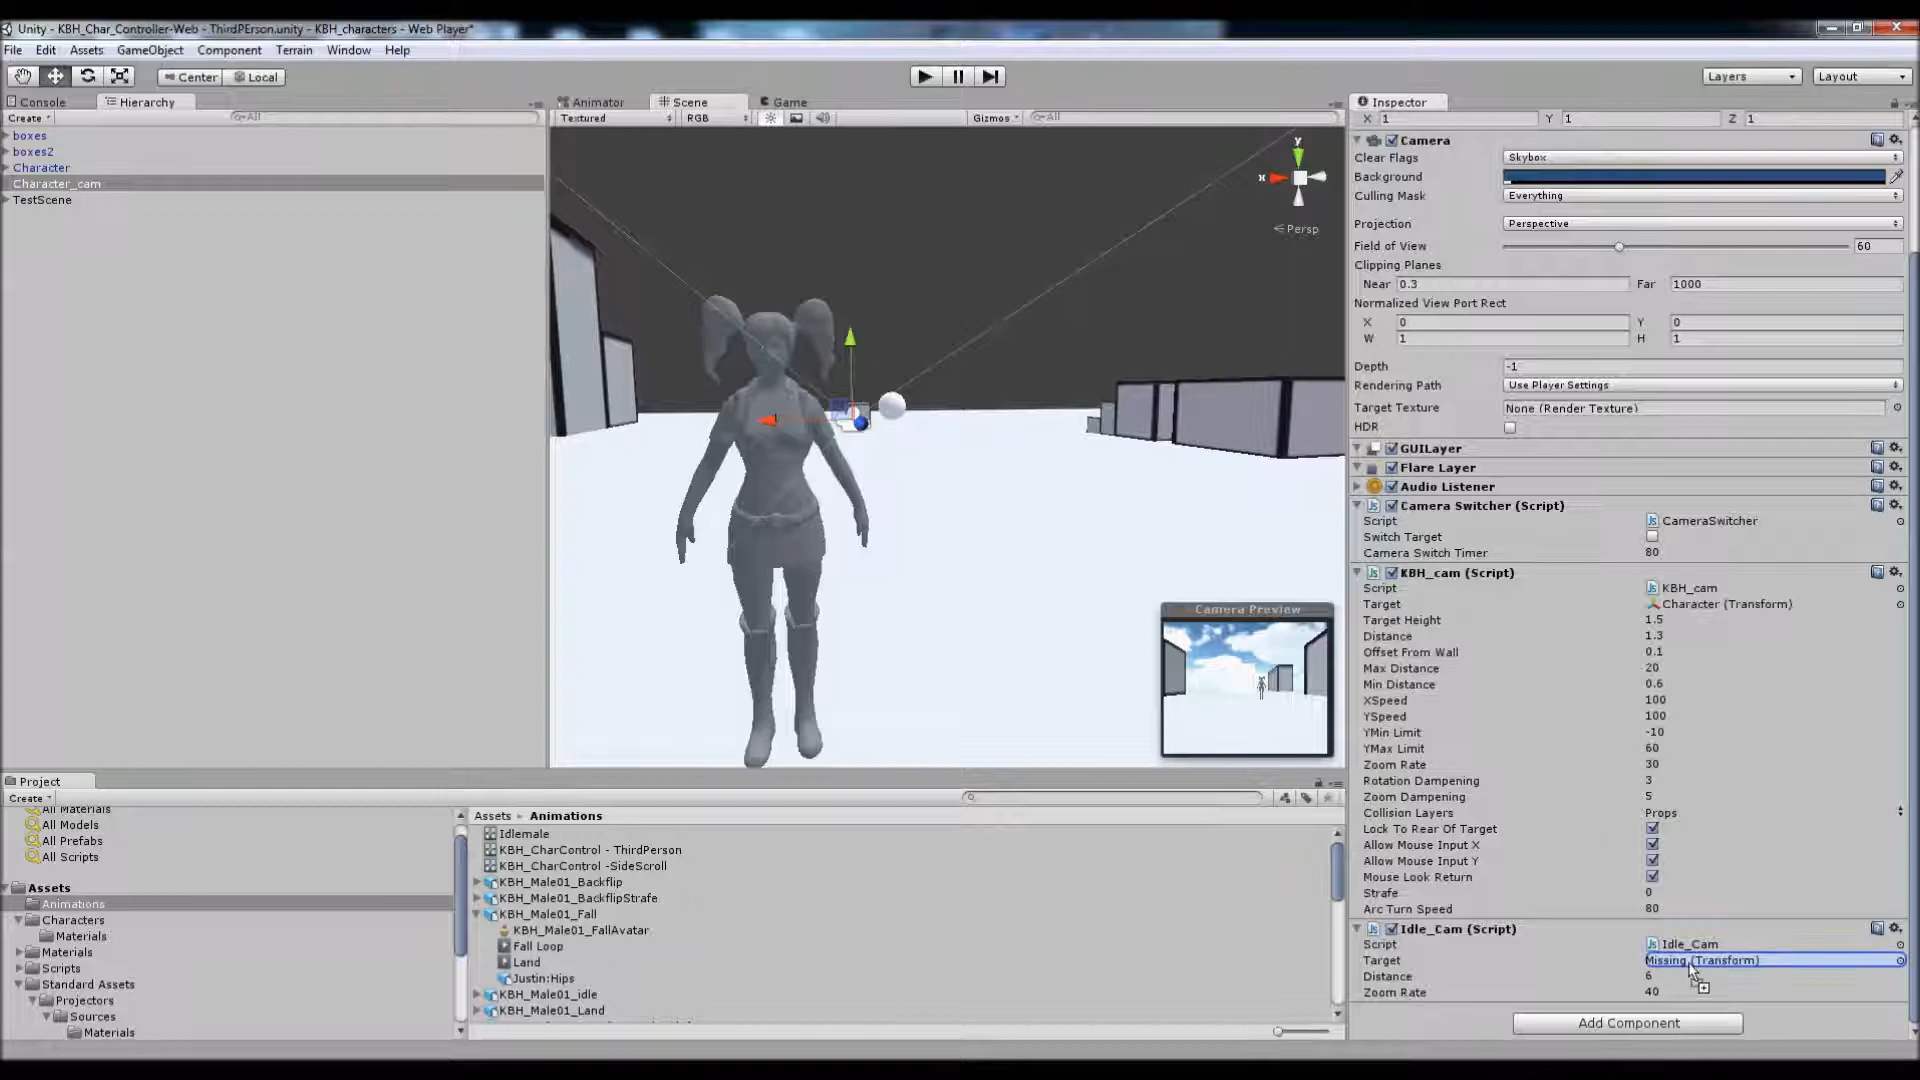 Unity - KBH_Char_Controller-Web - ThirdPErson.unity - KBH_characters - Web Player*
File Edit Assets GameObject Component Terrain Window Help
Center Local
Layers Layout
Console Hierarchy
Create All
boxes
boxes2
Character
Character_cam
TestScene
Animator Scene Game
Textured RGB Gizmos All
y
x
Persp
Camera Preview
Inspector
X 1 Y 1 Z 1
Camera
Clear Flags Skybox
Background
Culling Mask Everything
Projection Perspective
Field of View 60
Clipping Planes
Near 0.3 Far 1000
Normalized View Port Rect
X 0 Y 0
W 1 H 1
Depth -1
Rendering Path Use Player Settings
Target Texture None (Render Texture)
HDR
GUILayer
Flare Layer
Audio Listener
Camera Switcher (Script)
Script CameraSwitcher
Switch Target
Camera Switch Timer 80
KBH_cam (Script)
Script KBH_cam
Target Character (Transform)
Target Height 1.5
Distance 1.3
Offset From Wall 0.1
Max Distance 20
Min Distance 0.6
XSpeed 100
YSpeed 100
YMin Limit -10
YMax Limit 60
Zoom Rate 30
Rotation Dampening 3
Zoom Dampening 5
Collision Layers Props
Lock To Rear Of Target
Allow Mouse Input X
Allow Mouse Input Y
Mouse Look Return
Strafe 0
Arc Turn Speed 80
Idle_Cam (Script)
Script Idle_Cam
Target Missing (Transform)
Distance 6
Zoom Rate 40
Add Component
Project
Create
All Materials
All Models
All Prefabs
All Scripts
Assets
Animations
Characters
Materials
Materials
Scripts
Standard Assets
Projectors
Sources
Materials
Assets Animations
Idlemale
KBH_CharControl - ThirdPerson
KBH_CharControl -SideScroll
KBH_Male01_Backflip
KBH_Male01_BackflipStrafe
KBH_Male01_Fall
KBH_Male01_FallAvatar
Fall Loop
Land
Justin:Hips
KBH_Male01_idle
KBH_Male01_Land